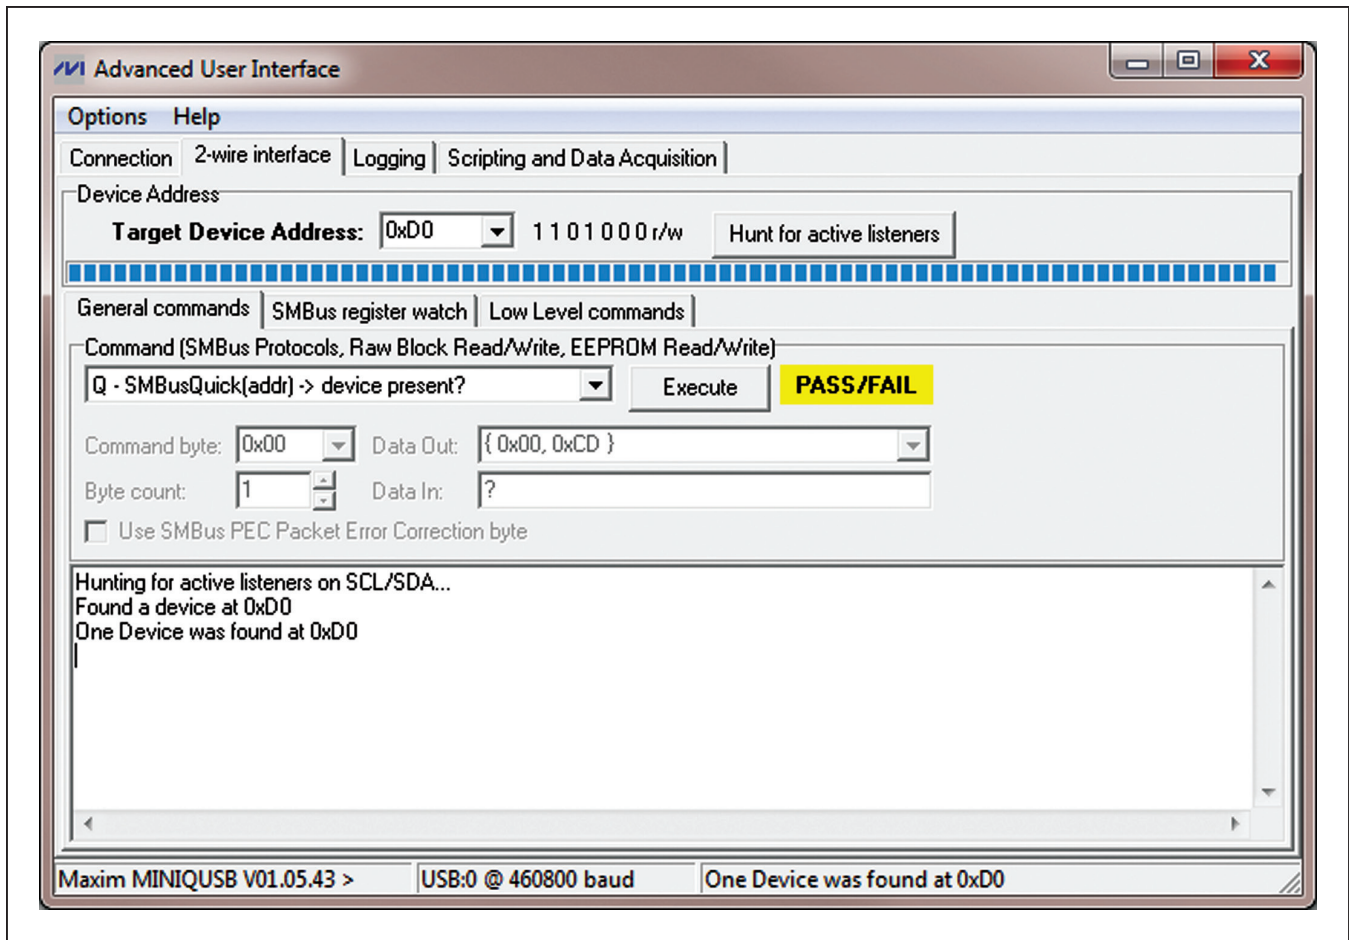 Advanced User Interface
Options Help
Connection 2-wire interface Logging Scripting and Data Acquisition
Device Address
Target Device Address: 0xD0 1 1 0 1 0 0 0 r/w Hunt for active listeners
General commands SMBus register watch Low Level commands
Command (SMBus Protocols, Raw Block Read/Write, EEPROM Read/Write)
Q - SMBusQuick(addr) -> device present? Execute PASS/FAIL
Command byte: 0x00 Data Out: { 0x00, 0xCD }
Byte count: 1 Data In: ?
Use SMBus PEC Packet Error Correction byte
Hunting for active listeners on SCL/SDA...
Found a device at 0xD0
One Device was found at 0xD0
Maxim MINIQUSB V01.05.43 > USB:0 @ 460800 baud One Device was found at 0xD0